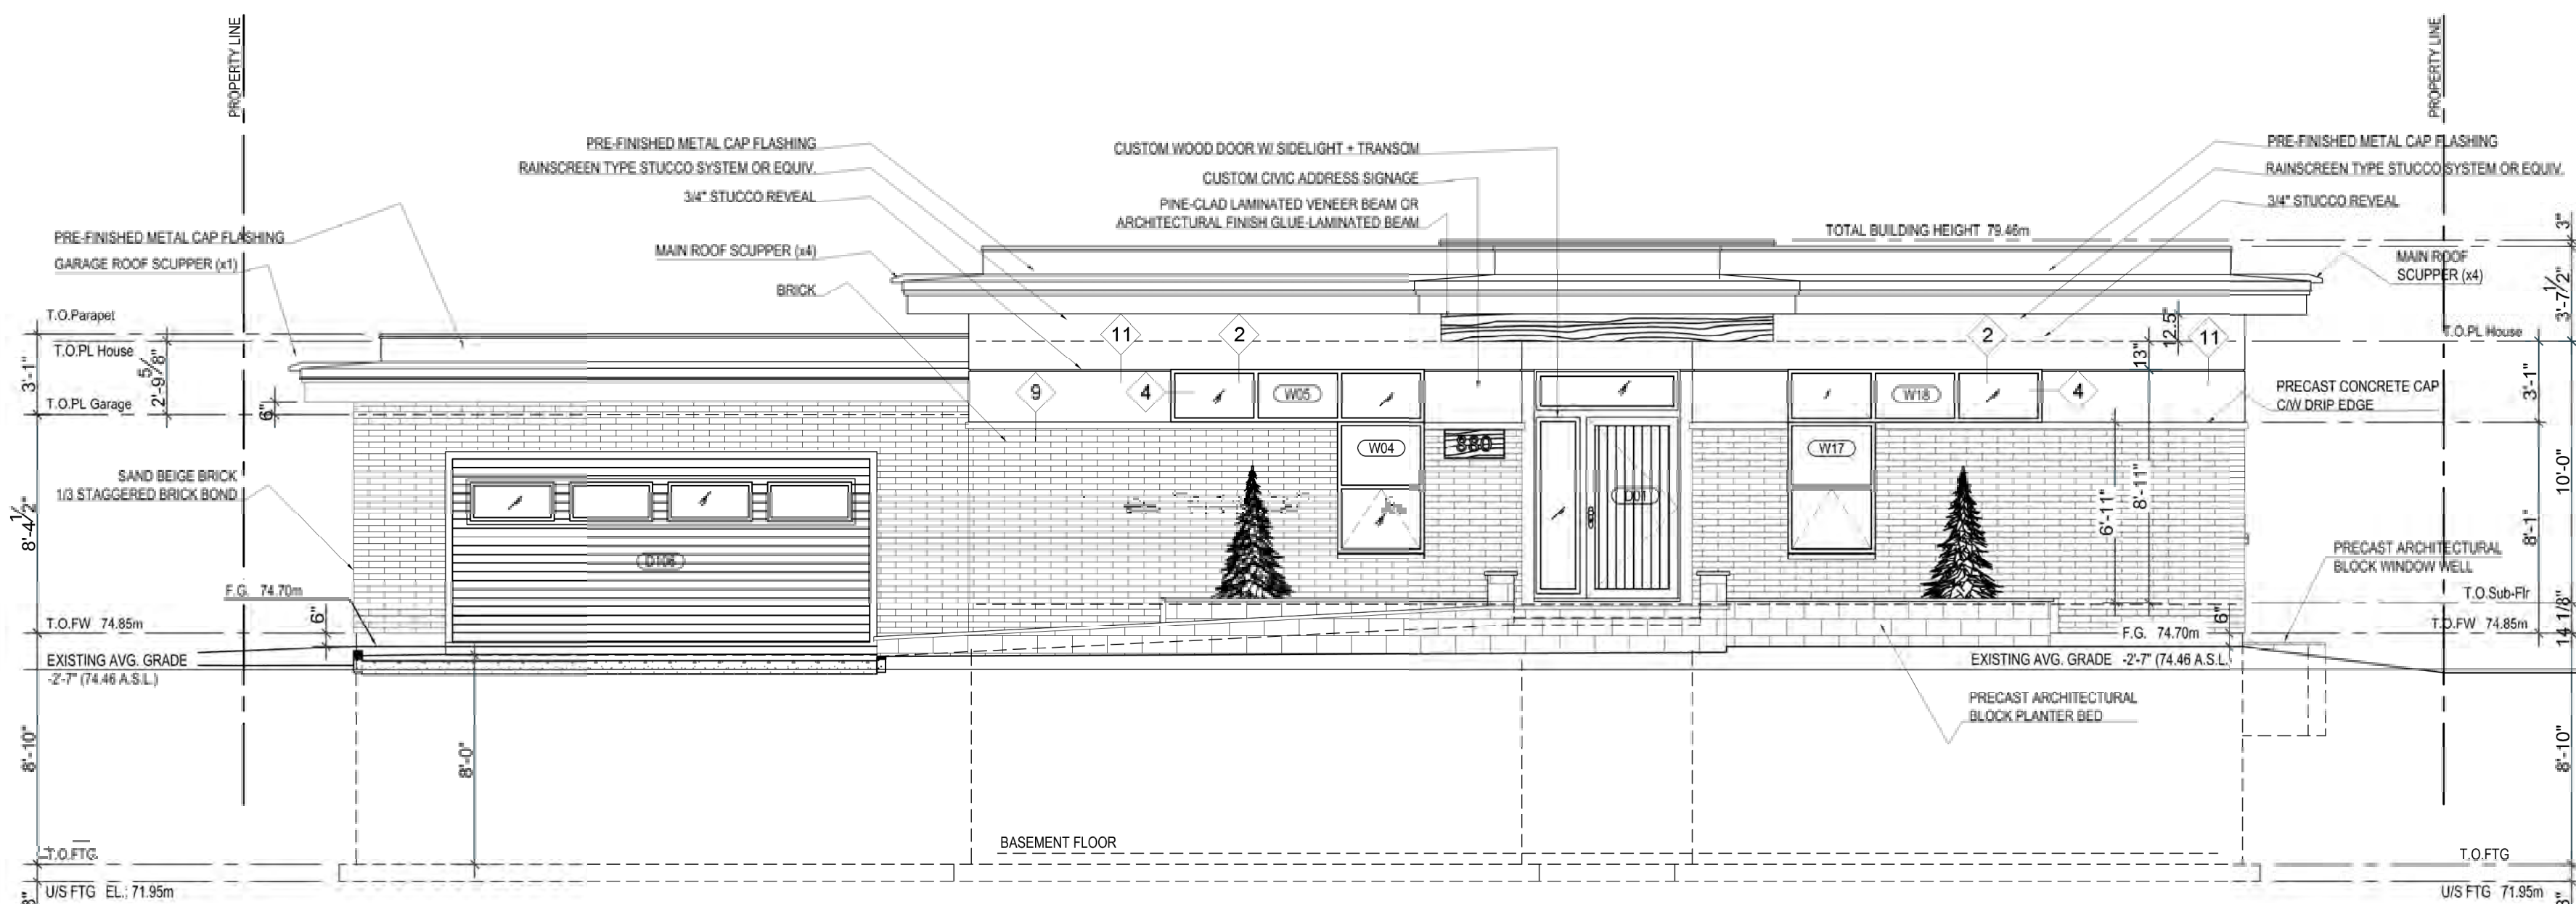 PROPERTY LINE
PROPERTY LINE
PRE-FINISHED METAL CAP FLASHING
RAINSCREEN TYPE STUCCO SYSTEM OR EQUIV.
3/4" STUCCO REVEAL
MAIN ROOF SCUPPER (x4)
BRICK
PRE-FINISHED METAL CAP FLASHING
GARAGE ROOF SCUPPER (x1)
CUSTOM WOOD DOOR W/ SIDELIGHT + TRANSOM
CUSTOM CIVIC ADDRESS SIGNAGE
PINE-CLAD LAMINATED VENEER BEAM OR
ARCHITECTURAL FINISH GLUE-LAMINATED BEAM
TOTAL BUILDING HEIGHT 79.46m
PRE-FINISHED METAL CAP FLASHING
RAINSCREEN TYPE STUCCO SYSTEM OR EQUIV.
3/4" STUCCO REVEAL
MAIN ROOF
SCUPPER (x4)
3"
3'-7 1/2"
T.O.Parapet
T.O.PL House
T.O.PL Garage
3'-1"
2'-9 5/8"
6"
11
2
9
4
W05
W04
880
D01
12.5"
13"
2
11
4
W18
W17
T.O.PL House
PRECAST CONCRETE CAP
C/W DRIP EDGE
3'-1"
10'-0"
8'-1"
6'-11"
8'-11"
SAND BEIGE BRICK
1/3 STAGGERED BRICK BOND
8'-4 1/2"
D106
F.G. 74.70m
T.O.FW 74.85m
6"
EXISTING AVG. GRADE
-2'-7" (74.46 A.S.L.)
PRECAST ARCHITECTURAL
BLOCK WINDOW WELL
T.O.Sub-Flr
T.O.FW 74.85m
14 1/8"
6"
F.G. 74.70m
EXISTING AVG. GRADE -2'-7" (74.46 A.S.L.
PRECAST ARCHITECTURAL
BLOCK PLANTER BED
8'-10"
8'-0"
8'-10"
BASEMENT FLOOR
T.O.FTG.
U/S FTG EL.: 71.95m
8"
T.O.FTG
U/S FTG 71.95m
8"